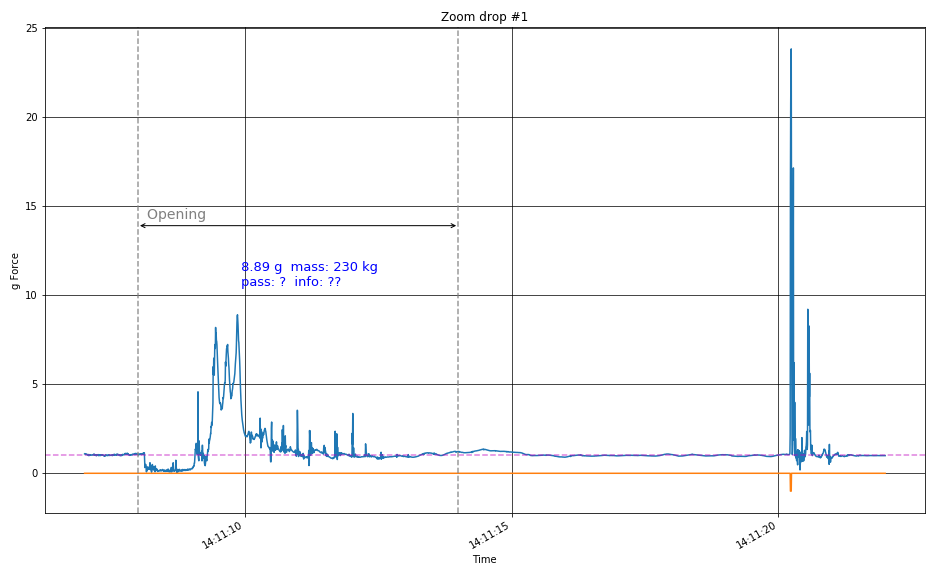 Zoom drop #1
25
20
15
10
5
0
g Force
Opening
8.89 g  mass: 230 kg
pass: ?  info: ??
14:11:10
14:11:15
14:11:20
Time